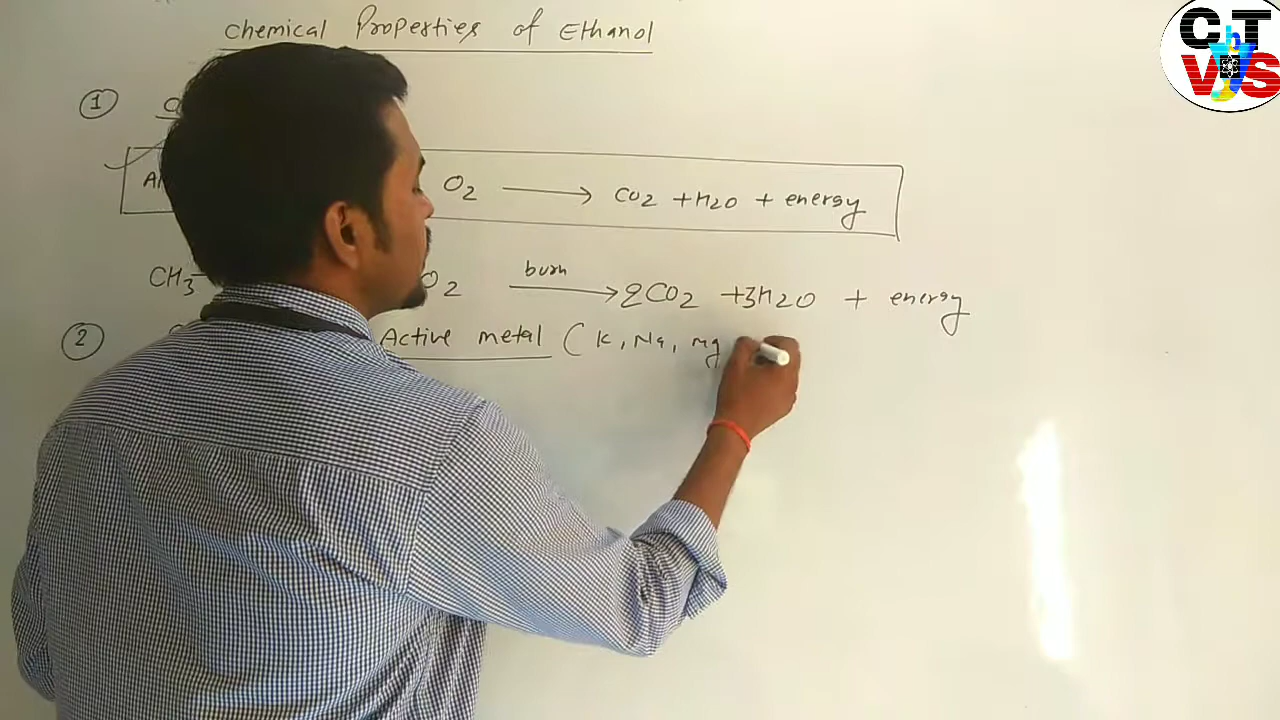 Chemical Properties of Ethanol
①
O2 ⟶ CO2 + H2O + energy
CH3- O2 burn ⟶ 2CO2 + 3H2O + energy
② Active metal ( K, Na, Mg
C h T
V S